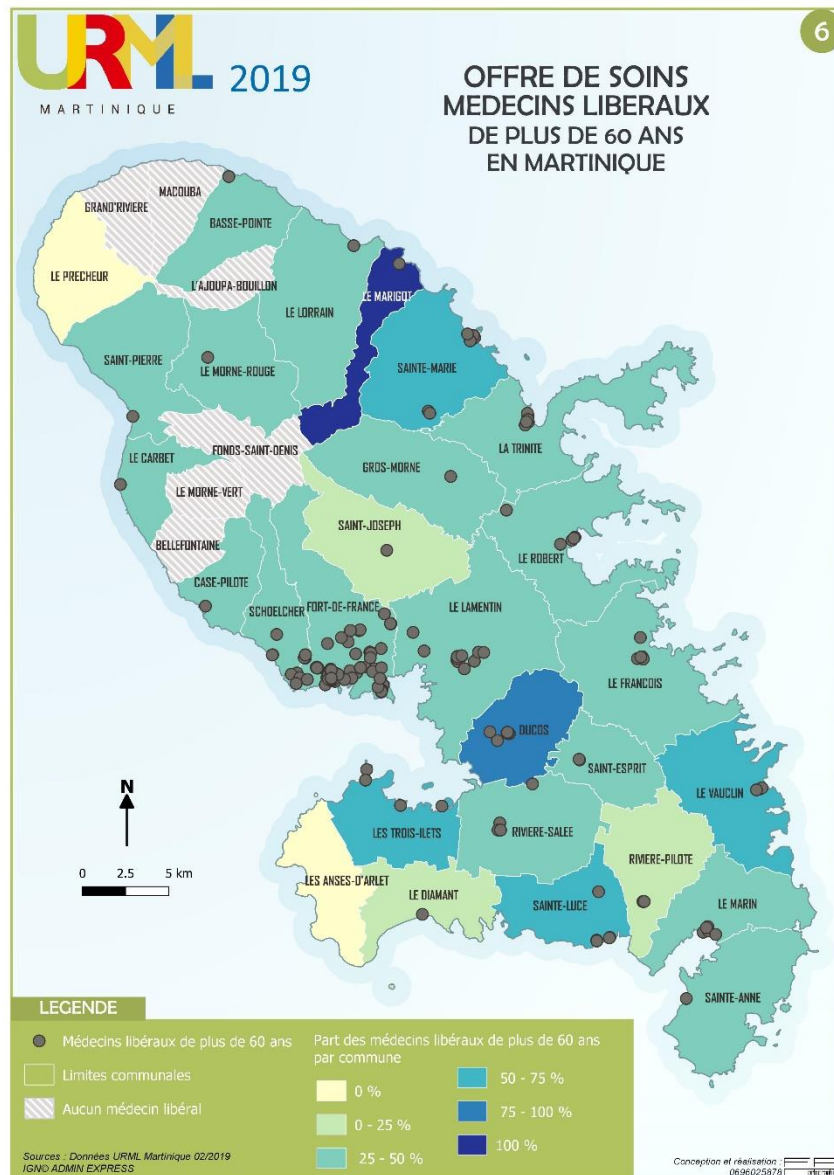 URML 2019
MARTINIQUE
6
OFFRE DE SOINS
MEDECINS LIBERAUX
DE PLUS DE 60 ANS
EN MARTINIQUE
MACOUBA
GRAND'RIVIERE
BASSE-POINTE
LE PRECHEUR
L'AJOUPA-BOUILLON
LE MARIGOT
LE LORRAIN
SAINT-PIERRE
LE MORNE-ROUGE
SAINTE-MARIE
FONDS-SAINT-DENIS
LA TRINITE
LE CARBET
GROS-MORNE
LE MORNE-VERT
SAINT-JOSEPH
BELLEFONTAINE
LE ROBERT
CASE-PILOTE
SCHOELCHER
FORT-DE-FRANCE
LE LAMENTIN
LE FRANCOIS
DUCOS
SAINT-ESPRIT
LE VAUCLIN
LES TROIS-ILETS
RIVIERE-SALEE
RIVIERE-PILOTE
LES ANSES-D'ARLET
LE DIAMANT
SAINTE-LUCE
LE MARIN
SAINTE-ANNE
N
0 2.5 5 km
LEGENDE
Médecins libéraux de plus de 60 ans
Limites communales
Aucun médecin libéral
Part des médecins libéraux de plus de 60 ans
par commune
0 %
0 - 25 %
25 - 50 %
50 - 75 %
75 - 100 %
100 %
Sources : Données URML Martinique 02/2019
IGN© ADMIN EXPRESS
Conception et réalisation :
0696025878